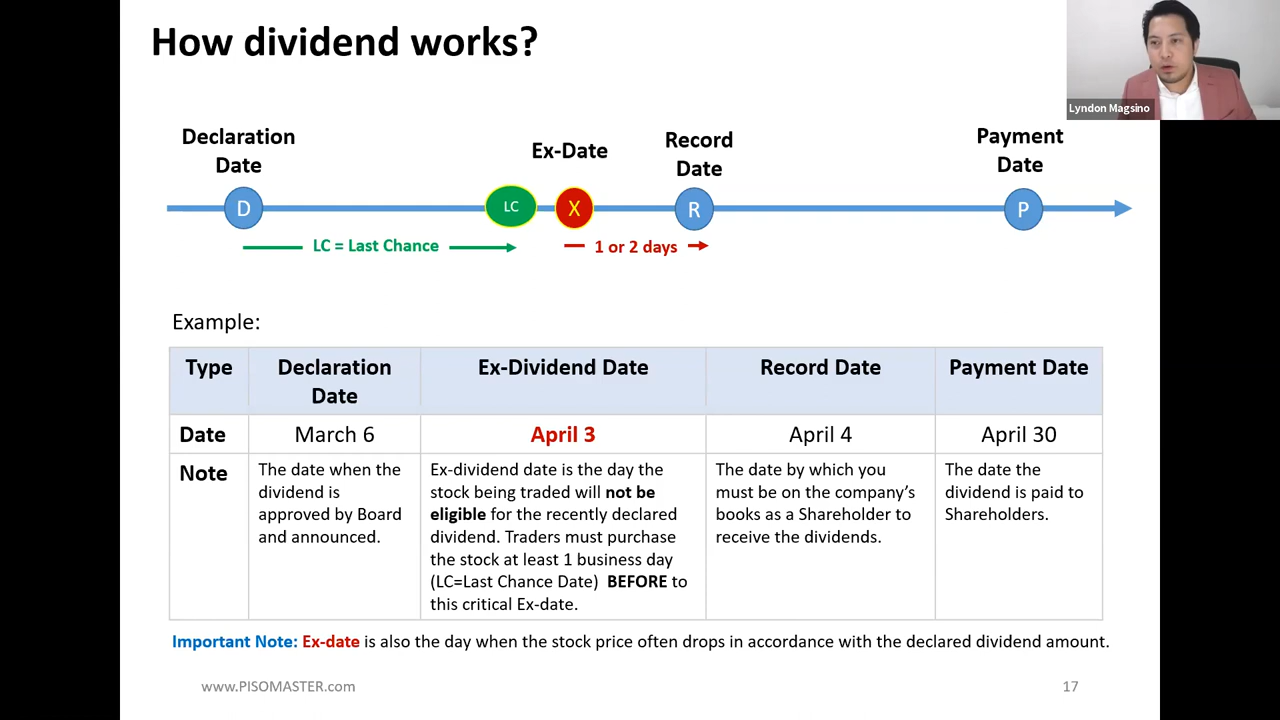 How dividend works?
Lyndon Magsino
Declaration
Date
Ex-Date
Record
Date
Payment
Date
D
LC
X
R
P
LC = Last Chance
1 or 2 days
Example:
Type
Declaration
Date
Ex-Dividend Date
Record Date
Payment Date
Date
March 6
April 3
April 4
April 30
Note
The date when the
dividend is
approved by Board
and announced.
Ex-dividend date is the day the
stock being traded will not be
eligible for the recently declared
dividend. Traders must purchase
the stock at least 1 business day
(LC=Last Chance Date) BEFORE to
this critical Ex-date.
The date by which you
must be on the company's
books as a Shareholder to
receive the dividends.
The date the
dividend is paid to
Shareholders.
Important Note: Ex-date is also the day when the stock price often drops in accordance with the declared dividend amount.
www.PISOMASTER.com
17